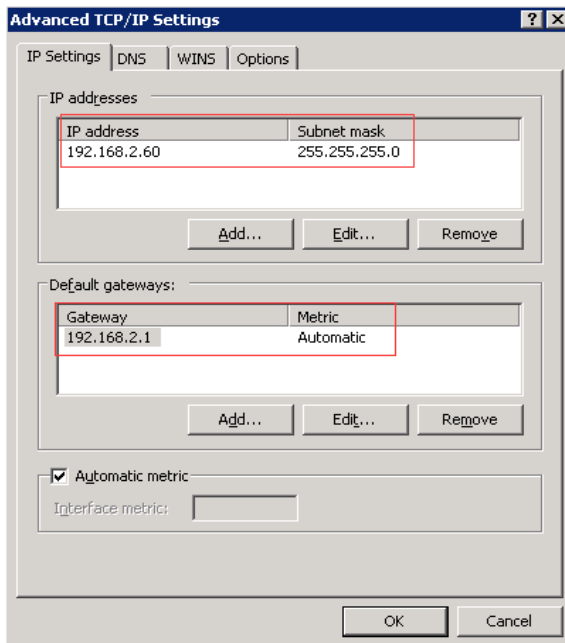 Advanced TCP/IP Settings
IP Settings DNS WINS Options
IP addresses
IP address Subnet mask
192.168.2.60 255.255.255.0
Add... Edit... Remove
Default gateways:
Gateway Metric
192.168.2.1 Automatic
Add... Edit... Remove
Automatic metric
Interface metric:
OK Cancel